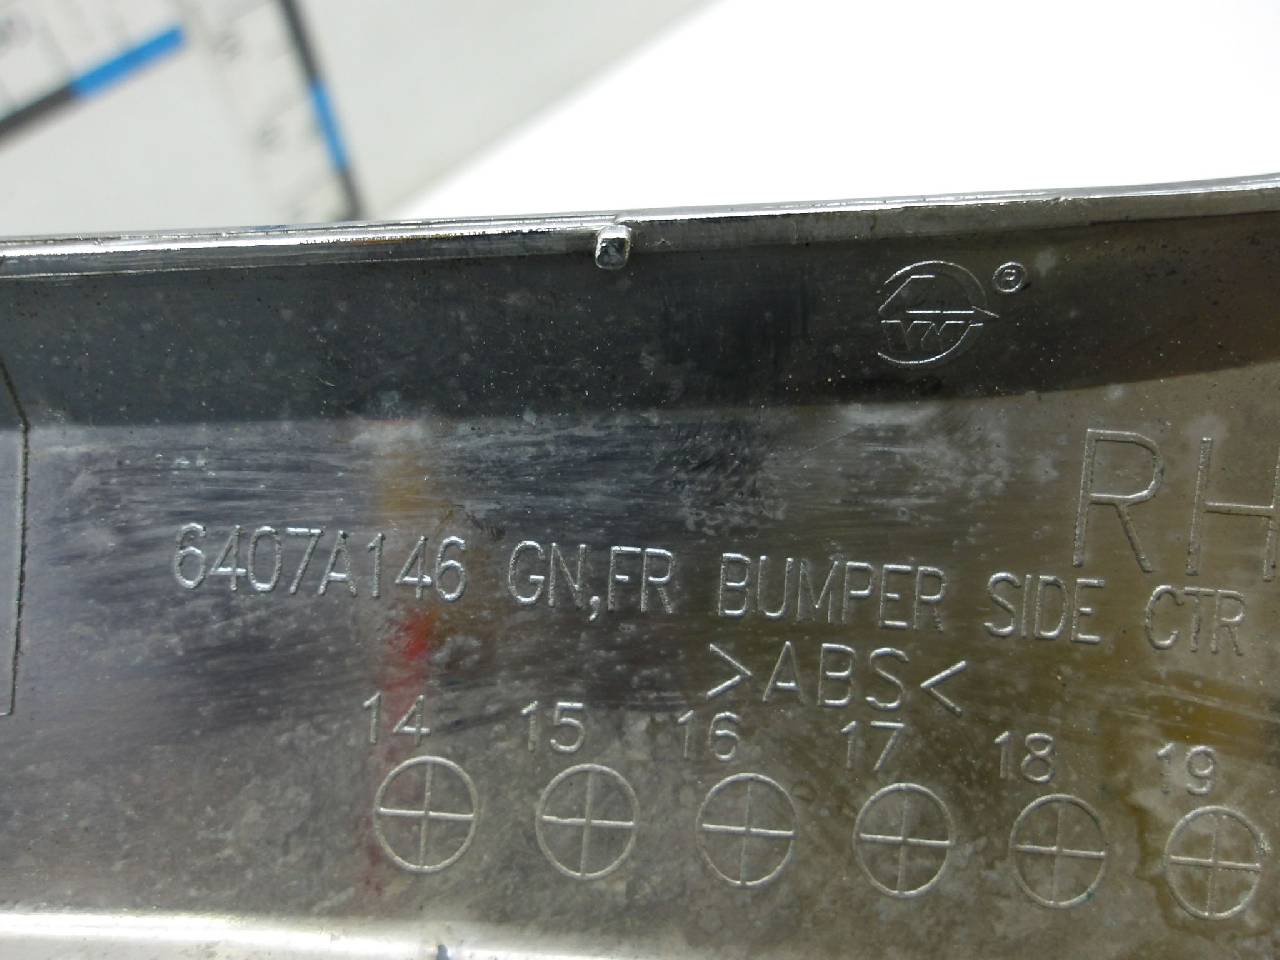 ®
RH
6407A146 GN,FR BUMPER SIDE CTR
>ABS<
14 15 16 17 18 19